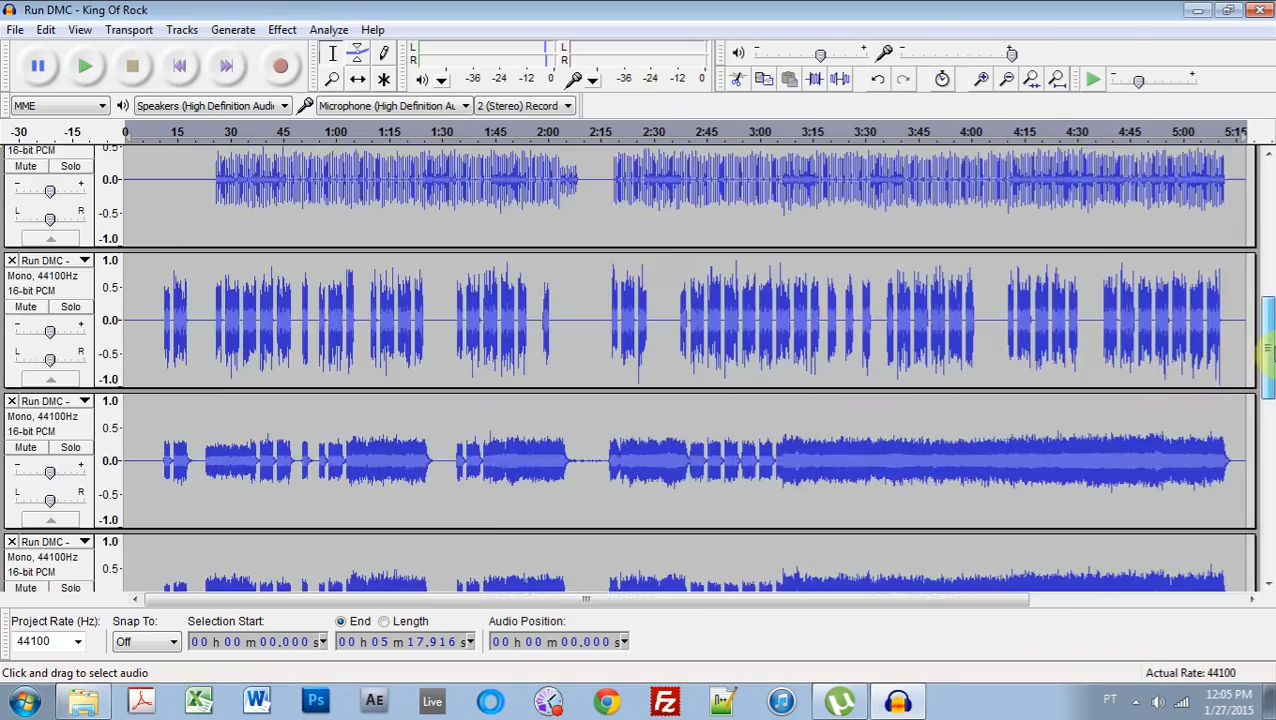 Run DMC - King Of Rock
File Edit View Transport Tracks Generate Effect Analyze Help
L R -36 -24 -12 0 L R -36 -24 -12 0
MME Speakers (High Definition Audio Microphone (High Definition Au 2 (Stereo) Record
-30 -15 0 15 30 45 1:00 1:15 1:30 1:45 2:00 2:15 2:30 2:45 3:00 3:15 3:30 3:45 4:00 4:15 4:30 4:45 5:00 5:15
16-bit PCM 0.5
Mute Solo
- + 0.0
L R -0.5
-1.0
Run DMC - 1.0
Mono, 44100Hz
16-bit PCM 0.5
Mute Solo
- + 0.0
L R -0.5
-1.0
Run DMC - 1.0
Mono, 44100Hz
16-bit PCM 0.5
Mute Solo
- + 0.0
L R -0.5
-1.0
Run DMC - 1.0
Mono, 44100Hz
16-bit PCM 0.5
Mute Solo
Project Rate (Hz): Snap To: Selection Start: End Length Audio Position:
44100 Off 00 h 00 m 00.000 s 00 h 05 m 17.916 s 00 h 00 m 00.000 s
Click and drag to select audio Actual Rate: 44100
Ps Ae Live Fz PT 12:05 PM
1/27/2015